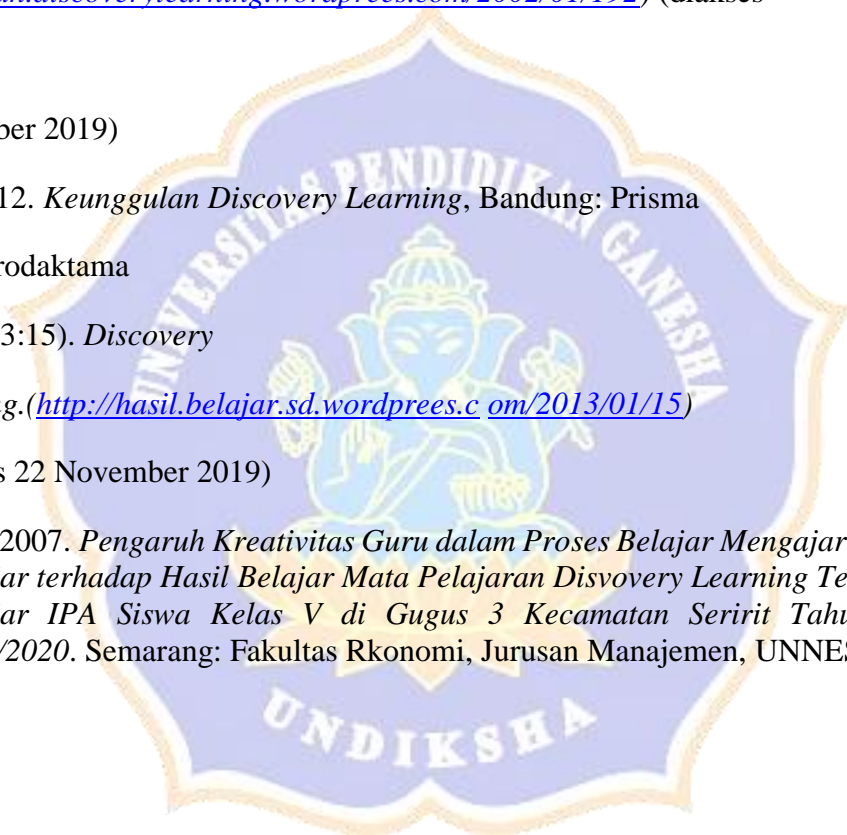 (diakses
ber 2019)
12. Keunggulan Discovery Learning, Bandung: Prisma
rodaktama
3:15). Discovery
g.(http://hasil.belajar.sd.wordprees.c om/2013/01/15)
s 22 November 2019)
2007. Pengaruh Kreativitas Guru dalam Proses Belajar Mengajar
ar terhadap Hasil Belajar Mata Pelajaran Disvovery Learning Te
ar IPA Siswa Kelas V di Gugus 3 Kecamatan Seririt Tahu
/2020. Semarang: Fakultas Rkonomi, Jurusan Manajemen, UNNES
UNIVERSITAS PENDIDIKAN GANESHA
UNDIKSHA